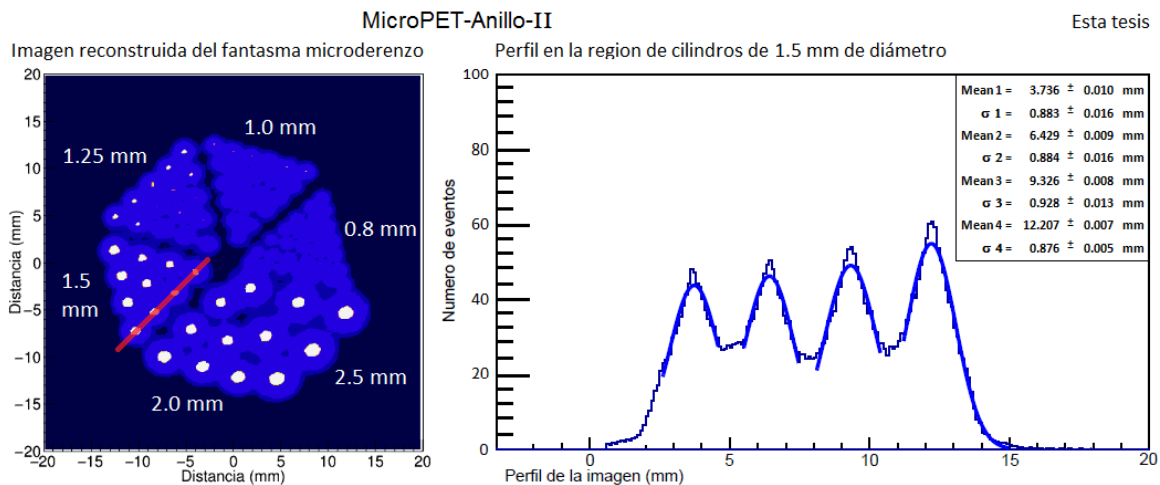 MicroPET-Anillo-II
Esta tesis
Imagen reconstruida del fantasma microderenzo
20
15
10
5
0
−5
−10
−15
−20
Distancia (mm)
1.0 mm
1.25 mm
0.8 mm
1.5
mm
2.5 mm
2.0 mm
−20 −15 −10 −5 0 5 10 15 20
Distancia (mm)
Perfil en la region de cilindros de 1.5 mm de diámetro
100
80
60
40
20
0
Numero de eventos
Mean 1 = 3.736 ± 0.010 mm
σ 1 = 0.883 ± 0.016 mm
Mean 2 = 6.429 ± 0.009 mm
σ 2 = 0.884 ± 0.016 mm
Mean 3 = 9.326 ± 0.008 mm
σ 3 = 0.928 ± 0.013 mm
Mean 4 = 12.207 ± 0.007 mm
σ 4 = 0.876 ± 0.005 mm
0 5 10 15 20
Perfil de la imagen (mm)